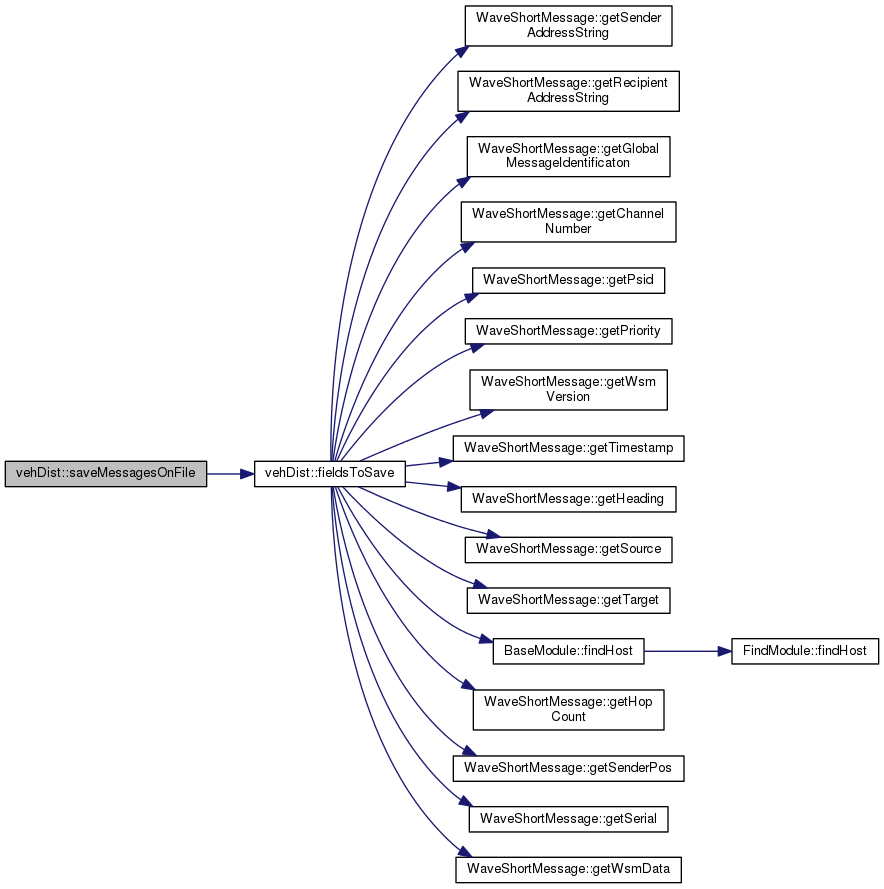 WaveShortMessage::getSender
AddressString
WaveShortMessage::getRecipient
AddressString
WaveShortMessage::getGlobal
MessageIdentificaton
WaveShortMessage::getChannel
Number
WaveShortMessage::getPsid
WaveShortMessage::getPriority
WaveShortMessage::getWsm
Version
WaveShortMessage::getTimestamp
vehDist::saveMessagesOnFile
vehDist::fieldsToSave
WaveShortMessage::getHeading
WaveShortMessage::getSource
WaveShortMessage::getTarget
BaseModule::findHost
FindModule::findHost
WaveShortMessage::getHop
Count
WaveShortMessage::getSenderPos
WaveShortMessage::getSerial
WaveShortMessage::getWsmData